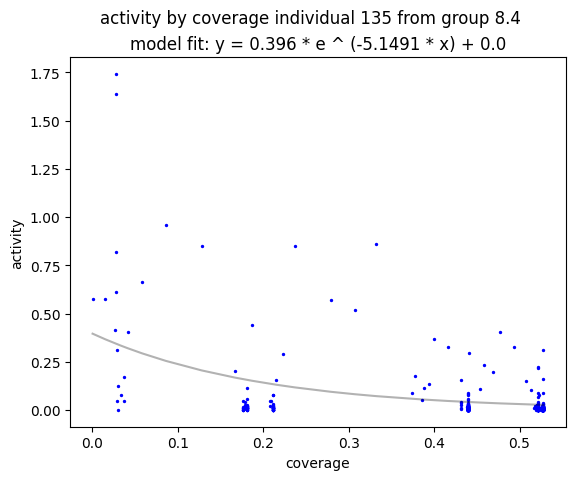 activity by coverage individual 135 from group 8.4
model fit: y = 0.396 * e ^ (-5.1491 * x) + 0.0
1.75
1.50
1.25
1.00
0.75
0.50
0.25
0.00
activity
0.0 0.1 0.2 0.3 0.4 0.5
coverage